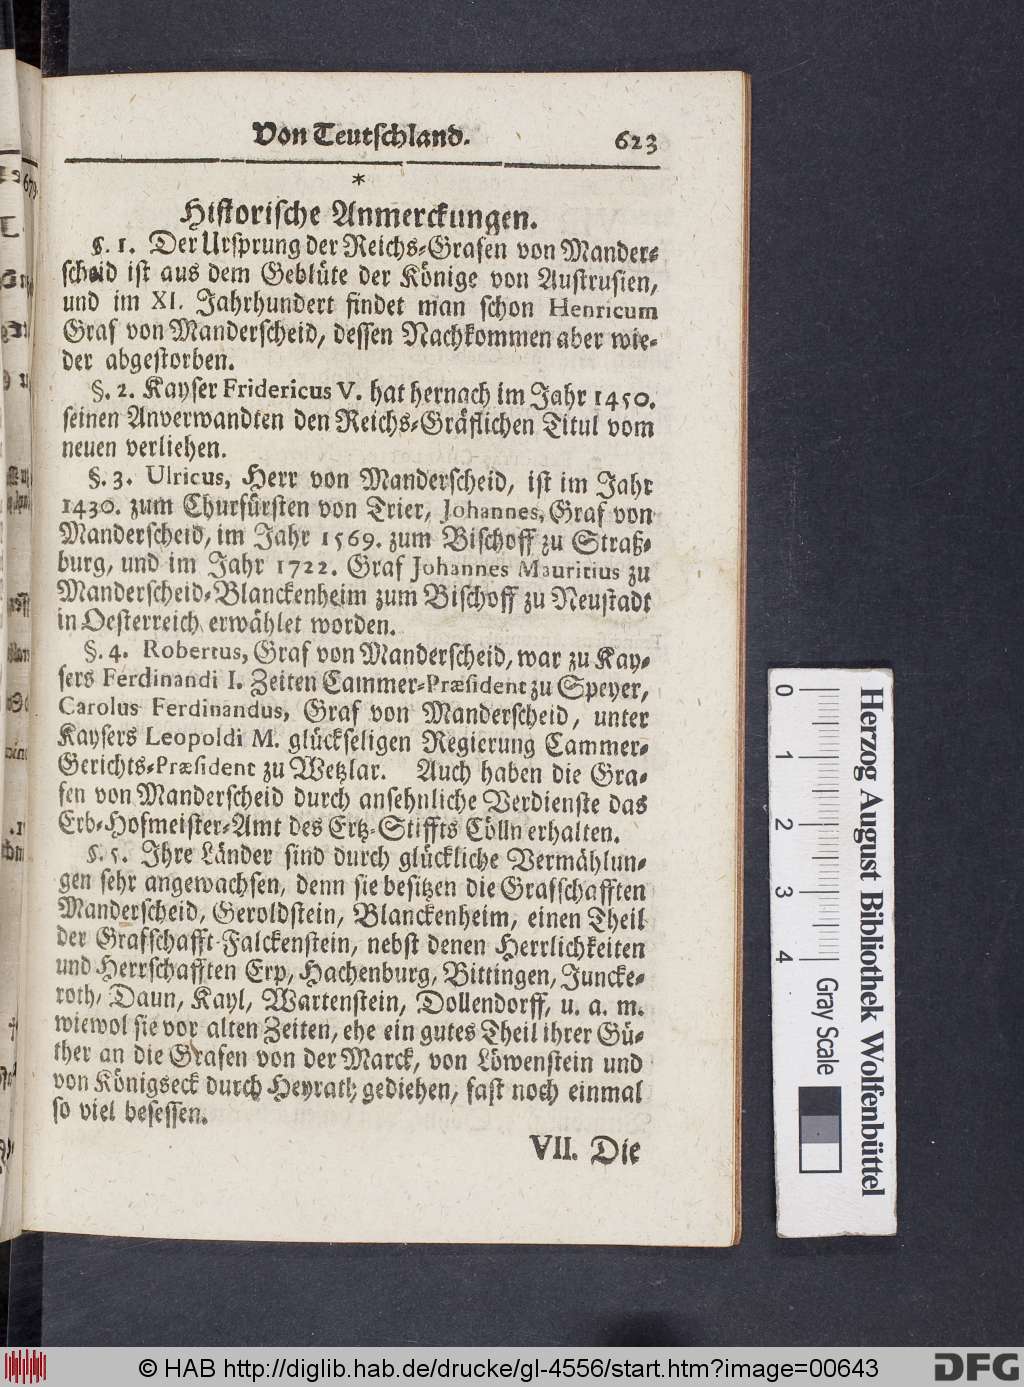 Von Teutschland. 623
*
Historische Anmerckungen.
§. 1. Der Ursprung der Reichs-Grafen von Mander-
scheid ist aus dem Geblüte der Könige von Austrusien,
und im XI. Jahrhundert findet man schon Henricum
Graf von Manderscheid, dessen Nachkommen aber wie-
der abgestorben.
§. 2. Kayser Fridericus V. hat hernach im Jahr 1450.
seinen Anverwandten den Reichs-Gräflichen Titul vom
neuen verliehen.
§. 3. Ulricus, Herr von Manderscheid, ist im Jahr
1430. zum Churfürsten von Trier, Johannes, Graf von
Manderscheid, im Jahr 1569. zum Bischoff zu Straß-
burg, und im Jahr 1722. Graf Johannes Mauritius zu
Manderscheid-Blanckenheim zum Bischoff zu Neustadt
in Oesterreich erwählet worden.
§. 4. Robertus, Graf von Manderscheid, war zu Kay-
sers Ferdinandi I. Zeiten Cammer-Præsident zu Speyer,
Carolus Ferdinandus, Graf von Manderscheid, unter
Kaysers Leopoldi M. glückseligen Regierung Cammer-
Gerichts-Præsident zu Wetzlar. Auch haben die Gra-
fen von Manderscheid durch ansehnliche Verdienste das
Erb-Hofmeister-Amt des Ertz-Stiffts Cölln erhalten.
§. 5. Ihre Länder sind durch glückliche Vermählun-
gen sehr angewachsen, denn sie besitzen die Grafschafften
Manderscheid, Geroldstein, Blanckenheim, einen Theil
der Grafschafft Falckenstein, nebst denen Herrlichkeiten
und Herrschafften Erp, Hachenburg, Bittingen, Juncke-
roth, Daun, Kayl, Wartenstein, Dollendorff, u. a. m.
wiewol sie vor alten Zeiten, ehe ein gutes Theil ihrer Gü-
ther an die Grafen von der Marck, von Löwenstein und
von Königseck durch Heyrath gediehen, fast noch einmal
so viel besessen.
VII. Die
0 1 2 3 4
Gray Scale
Herzog August Bibliothek Wolfenbüttel
© HAB http://diglib.hab.de/drucke/gl-4556/start.htm?image=00643
DFG